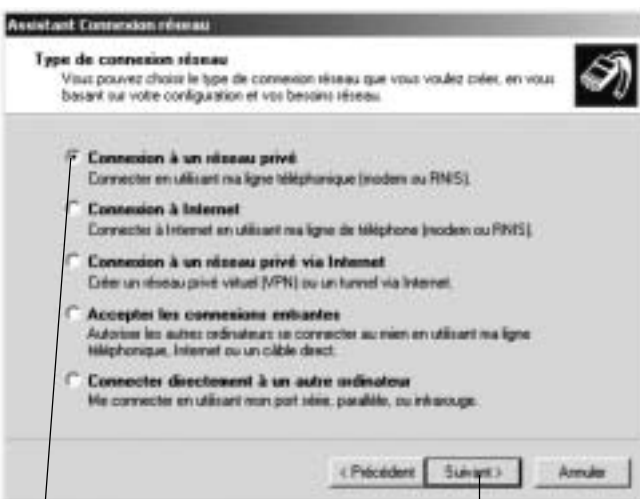 Assistant Connexion réseau
Type de connexion réseau
Vous pouvez choisir le type de connexion réseau que vous voulez créer, en vous
basant sur votre configuration et vos besoins réseau.
Connexion à un réseau privé
Connecter en utilisant ma ligne téléphonique (modem ou RNIS).
Connexion à Internet
Connecter à Internet en utilisant ma ligne de téléphone (modem ou RNIS).
Connexion à un réseau privé via Internet
Créer un réseau privé virtuel (VPN) ou un tunnel via Internet.
Accepter les connexions entrantes
Autoriser les autres ordinateurs se connecter au mien en utilisant ma ligne
téléphonique, Internet ou un câble direct.
Connecter directement à un autre ordinateur
Me connecter en utilisant mon port série, parallèle, ou infrarouge.
< Précédent Suivant > Annuler